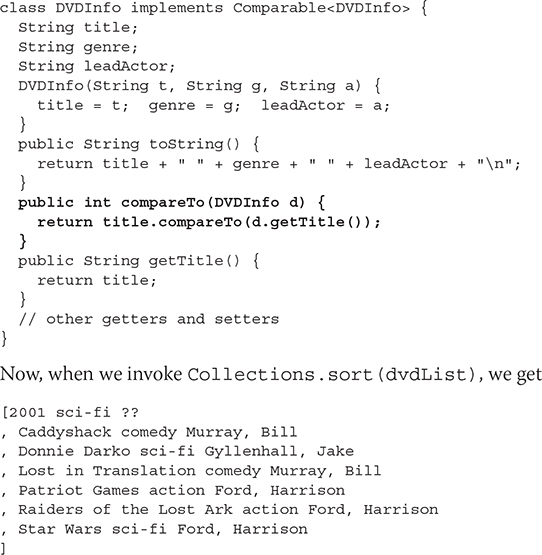 class DVDInfo implements Comparable<DVDInfo> {
  String title;
  String genre;
  String leadActor;
  DVDInfo(String t, String g, String a) {
    title = t;  genre = g;  leadActor = a;
  }
  public String toString() {
    return title + " " + genre + " " + leadActor + "\n";
  }
  public int compareTo(DVDInfo d) {
    return title.compareTo(d.getTitle());
  }
  public String getTitle() {
    return title;
  }
  // other getters and setters
}
Now, when we invoke Collections.sort(dvdList), we get
[2001 sci-fi ??
, Caddyshack comedy Murray, Bill
, Donnie Darko sci-fi Gyllenhall, Jake
, Lost in Translation comedy Murray, Bill
, Patriot Games action Ford, Harrison
, Raiders of the Lost Ark action Ford, Harrison
, Star Wars sci-fi Ford, Harrison
]